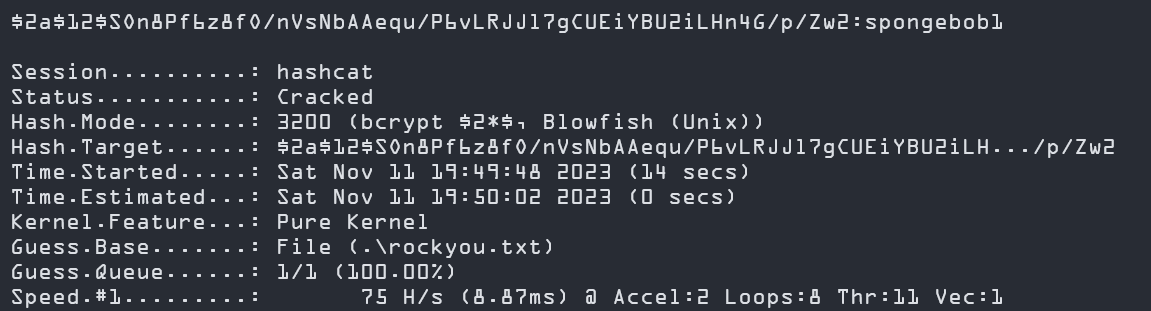 $2a$12$SOn8Pf6z8fO/nVsNbAAequ/P6vLRJJl7gCUEiYBU2iLHn4G/p/Zw2:spongebob1
Session..........: hashcat
Status...........: Cracked
Hash.Mode........: 3200 (bcrypt $2*$, Blowfish (Unix))
Hash.Target......: $2a$12$SOn8Pf6z8fO/nVsNbAAequ/P6vLRJJl7gCUEiYBU2iLH.../p/Zw2
Time.Started.....: Sat Nov 11 19:49:48 2023 (14 secs)
Time.Estimated...: Sat Nov 11 19:50:02 2023 (0 secs)
Kernel.Feature...: Pure Kernel
Guess.Base.......: File (.\rockyou.txt)
Guess.Queue......: 1/1 (100.00%)
Speed.#1.........:       75 H/s (8.87ms) @ Accel:2 Loops:8 Thr:11 Vec:1